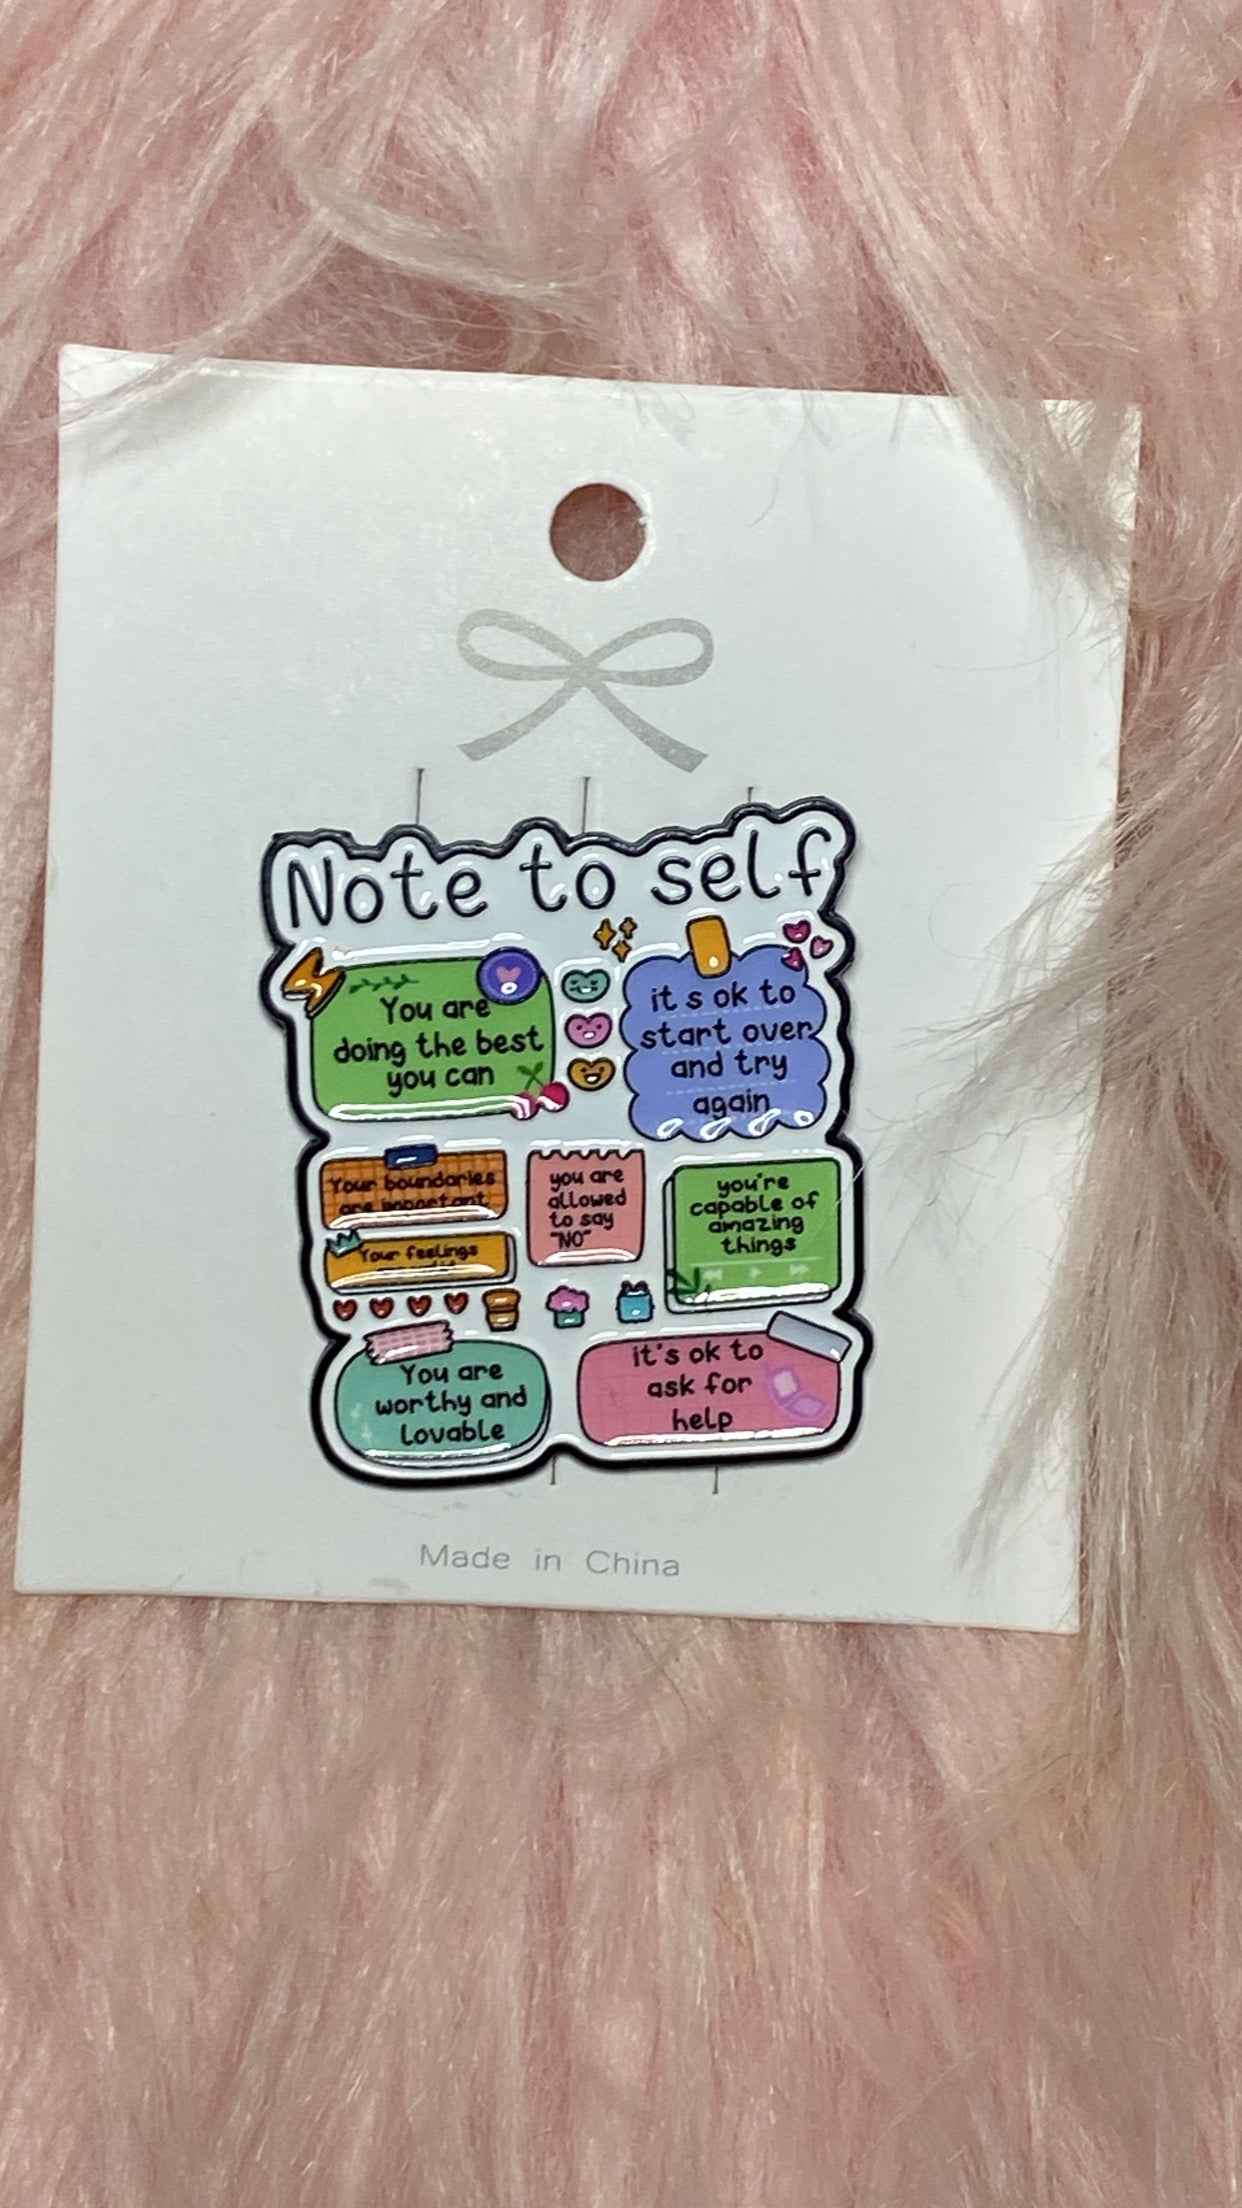 Note to self
You are
doing the best
you can
it s ok to
start over
and try
again
Your boundaries
are important
Your feelings
you are
allowed
to say
"NO"
you're
capable of
amazing
things
You are
worthy and
lovable
it's ok to
ask for
help
Made in China